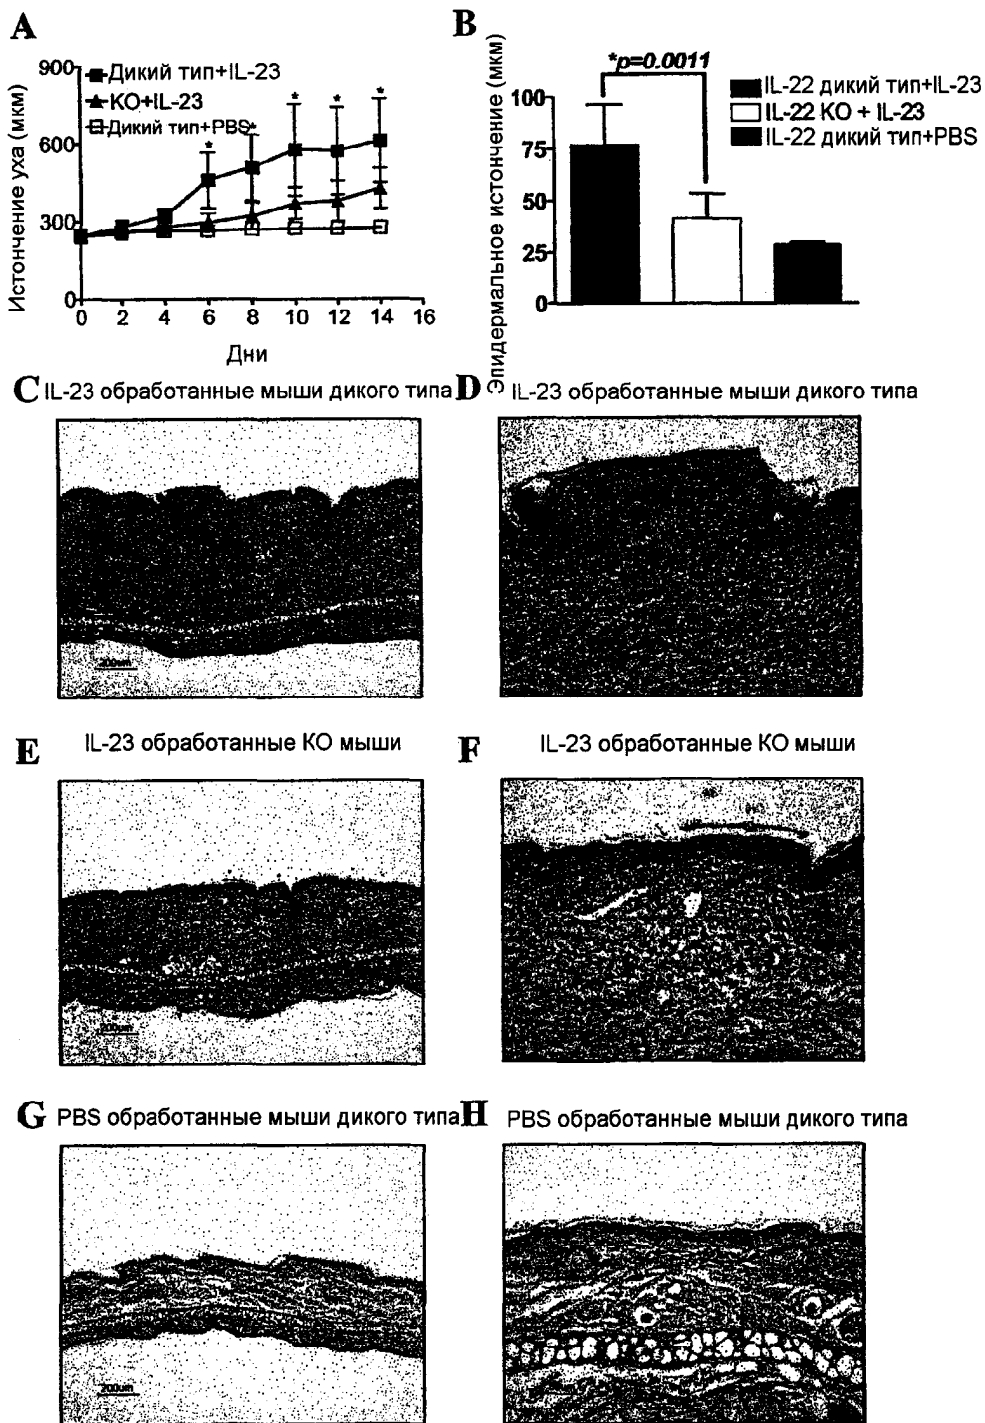 A
Истончение уха (мкм)
900
600
300
0
Дикий тип+IL-23
KO+IL-23
Дикий тип+PBS
* * * * *
0 2 4 6 8 10 12 14 16
Дни
B
Эпидермальное истончение (мкм)
*p=0.0011
100
75
50
25
0
IL-22 дикий тип+IL-23
IL-22 KO + IL-23
IL-22 дикий тип+PBS
C IL-23 обработанные мыши дикого типа
200um
D IL-23 обработанные мыши дикого типа
E IL-23 обработанные KO мыши
200um
F IL-23 обработанные KO мыши
G PBS обработанные мыши дикого типа
200um
H PBS обработанные мыши дикого типа